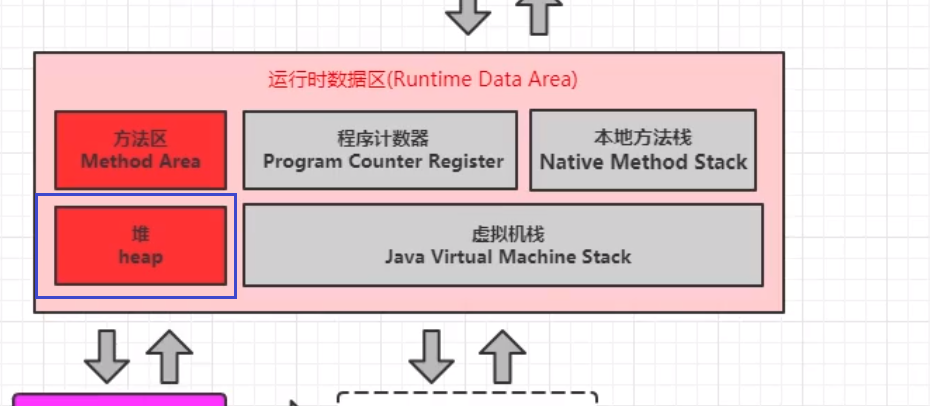 运行时数据区(Runtime Data Area)
方法区
Method Area
程序计数器
Program Counter Register
本地方法栈
Native Method Stack
堆
heap
虚拟机栈
Java Virtual Machine Stack